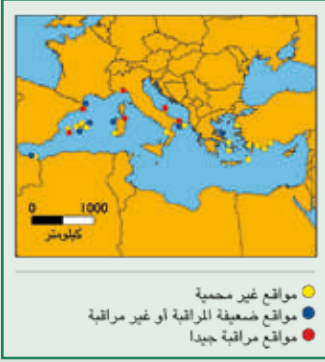 0 1000
كيلومتر
مواقع غير محمية
مواقع ضعيفة المراقبة أو غير مراقبة
مواقع مراقبة جيدا